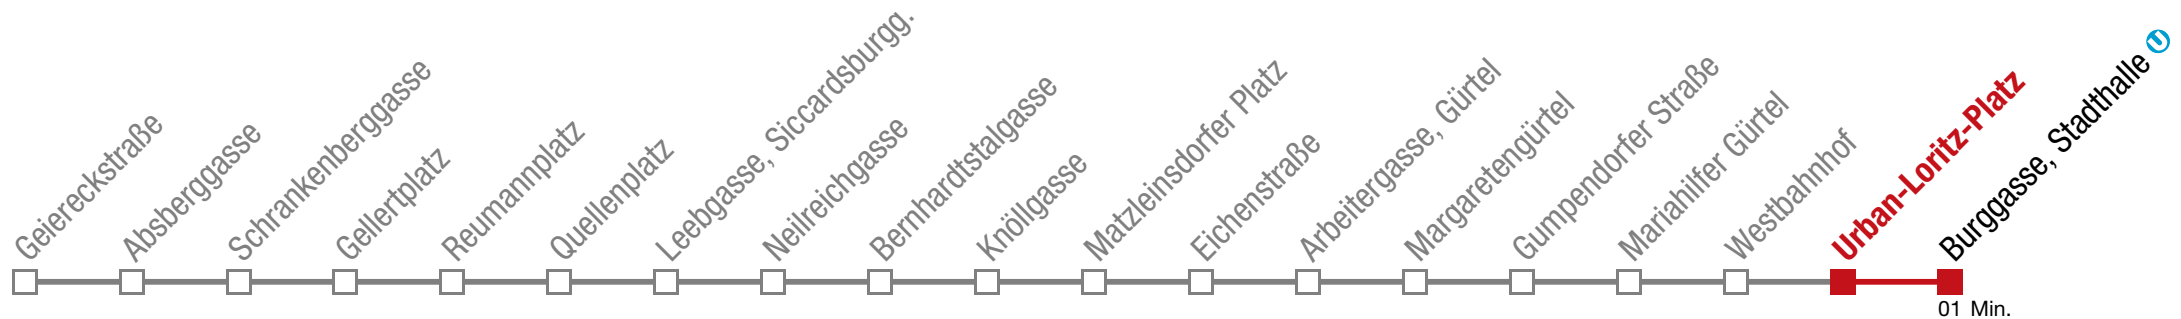 Geiereckstraße
Absberggasse
Schrankenberggasse
Gellertplatz
Reumannplatz
Quellenplatz
Leebgasse, Siccardsburgg.
Neilreichgasse
Bernhardtstalgasse
Knöllgasse
Matzleinsdorfer Platz
Eichenstraße
Arbeitergasse, Gürtel
Margaretengürtel
Gumpendorfer Straße
Mariahilfer Gürtel
Westbahnhof
Urban-Loritz-Platz
Burggasse, Stadthalle U
01 Min.